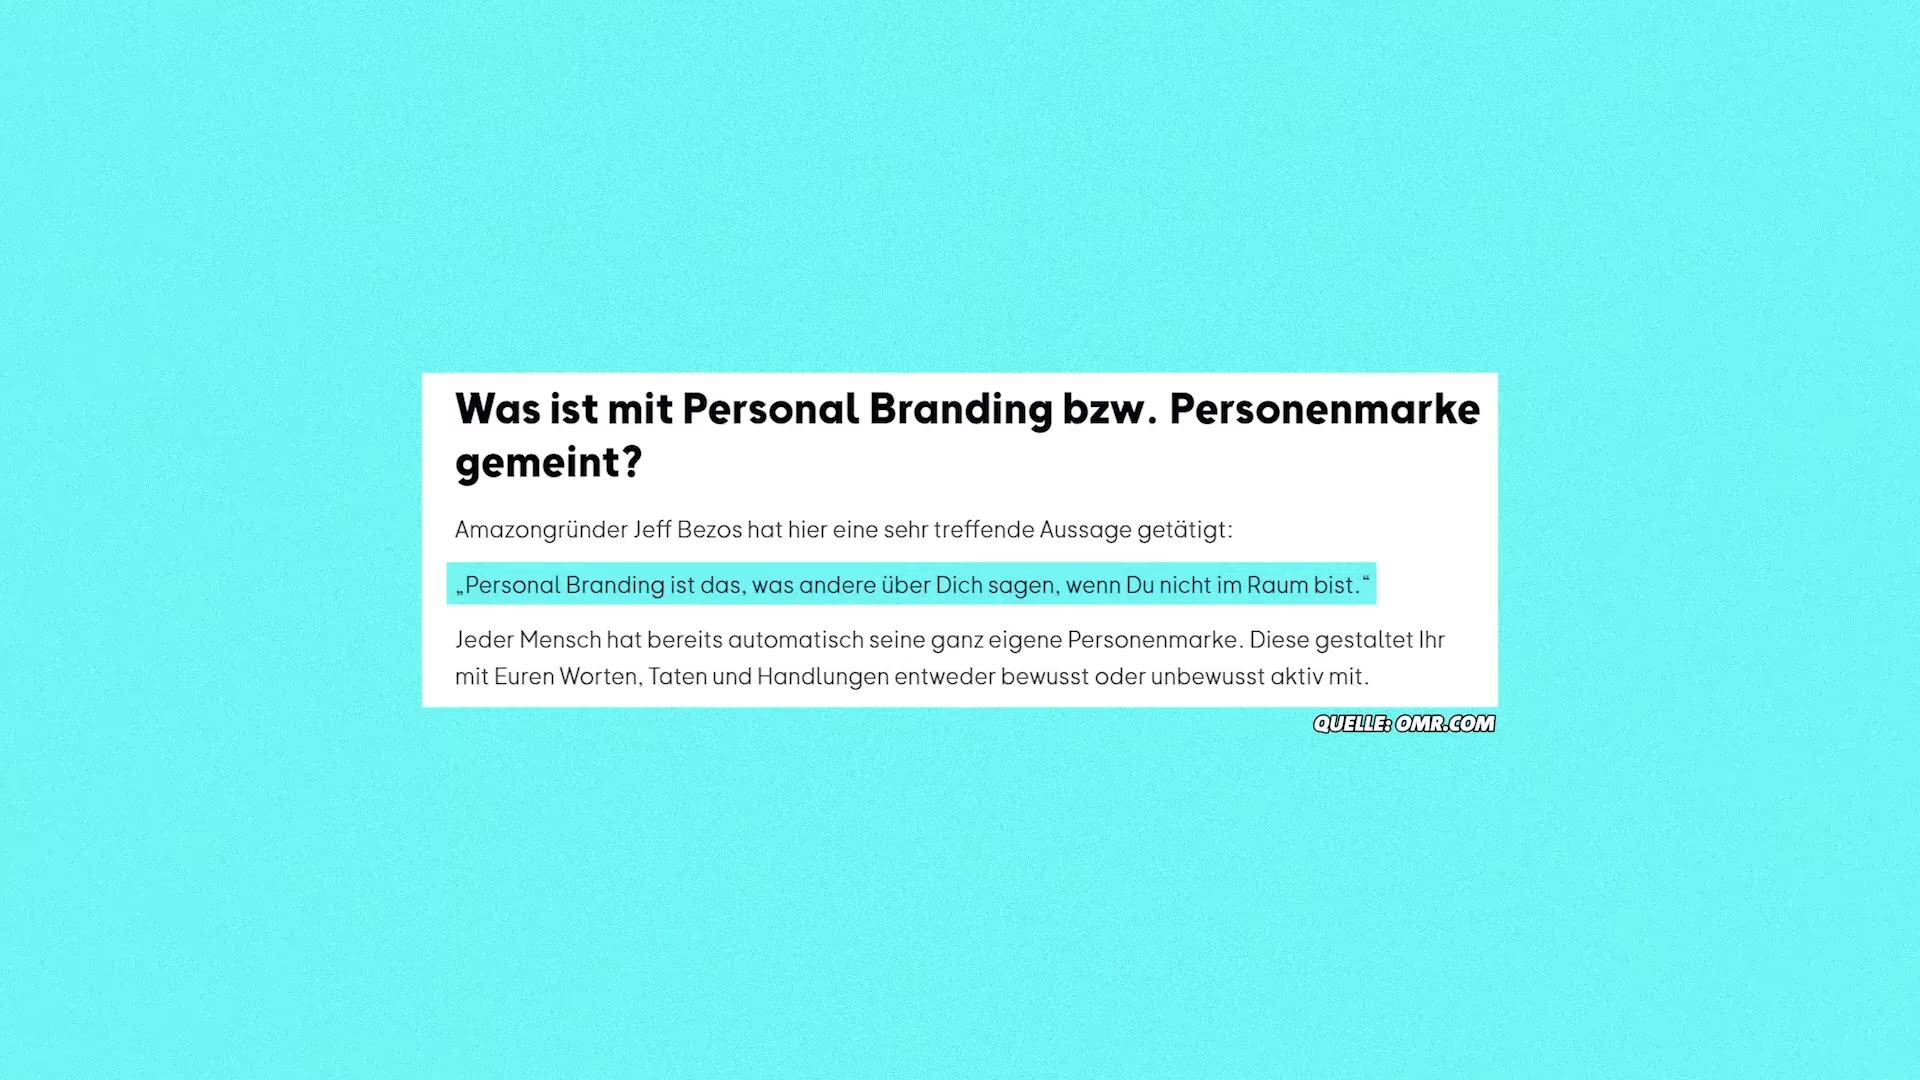 Was ist mit Personal Branding bzw. Personenmarke
gemeint?
Amazongründer Jeff Bezos hat hier eine sehr treffende Aussage getätigt:
„Personal Branding ist das, was andere über Dich sagen, wenn Du nicht im Raum bist.“
Jeder Mensch hat bereits automatisch seine ganz eigene Personenmarke. Diese gestaltet Ihr
mit Euren Worten, Taten und Handlungen entweder bewusst oder unbewusst aktiv mit.
QUELLE: OMR.COM